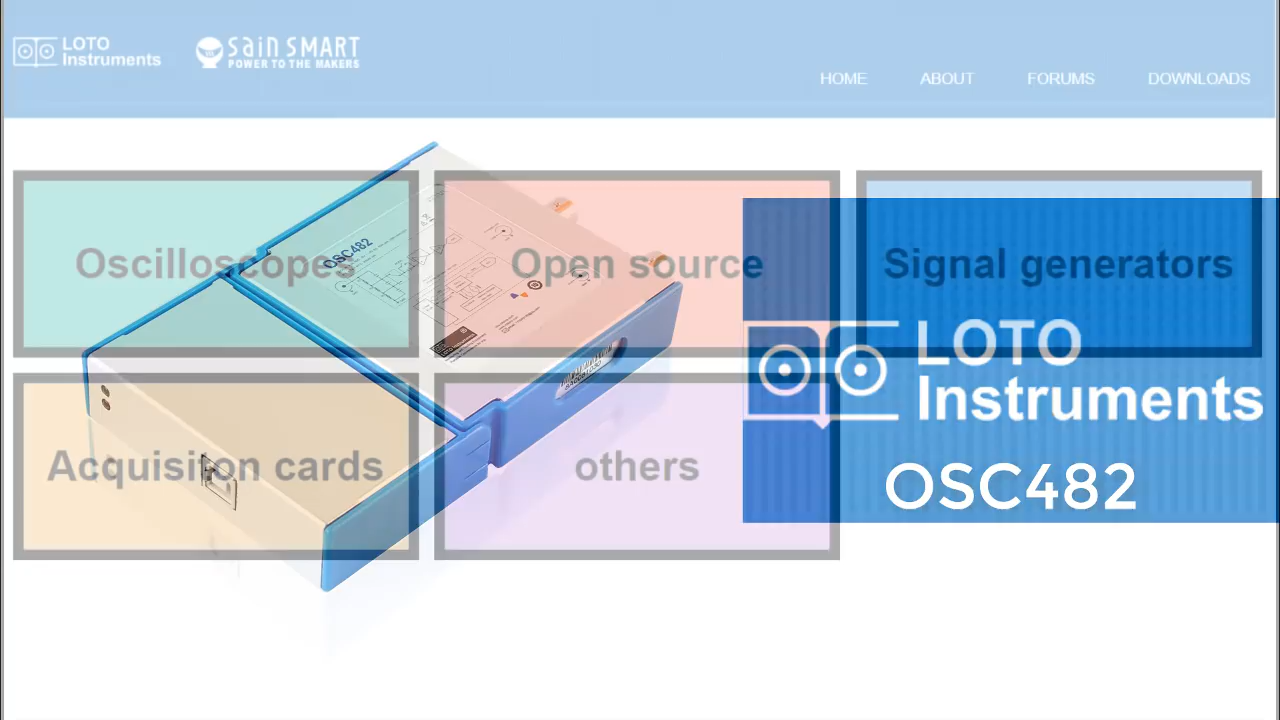 LOTO
Instruments
SainSMART
POWER TO THE MAKERS
HOME
ABOUT
FORUMS
DOWNLOADS
Oscilloscopes
Open source
Signal generators
OSC482
LOTO
Instruments
Acquisition cards
others
OSC482